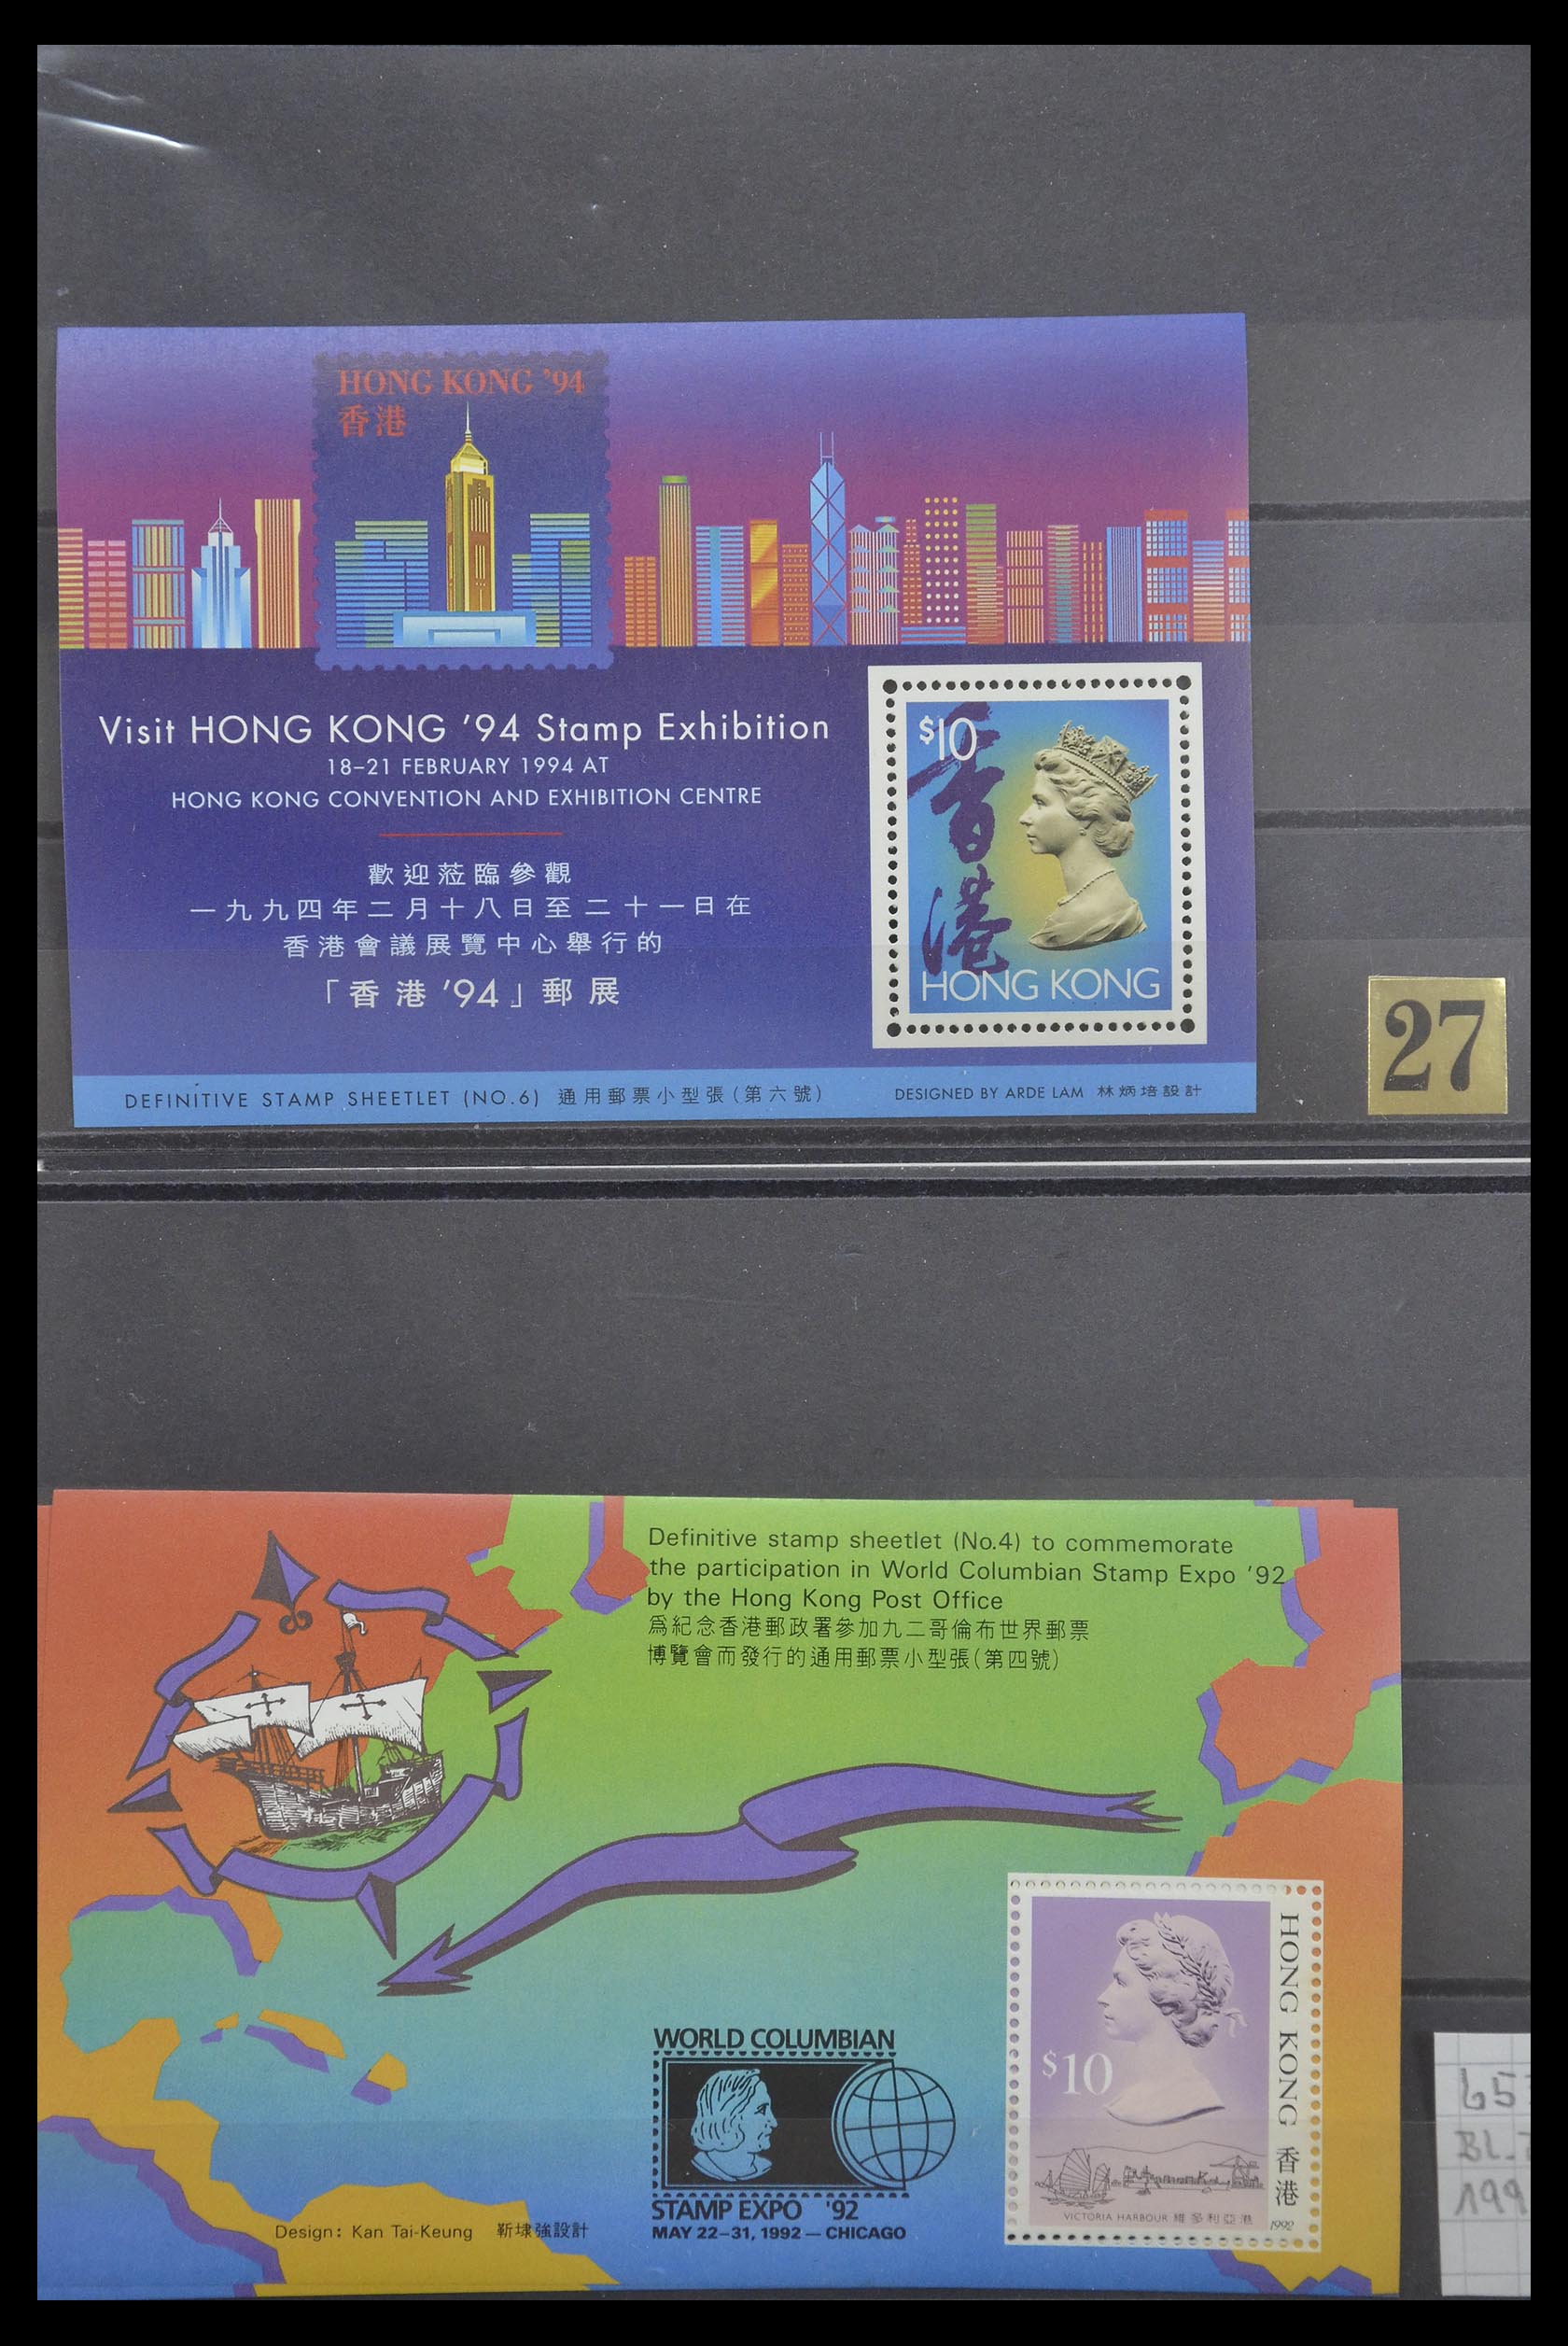 HONG KONG '94
香港
Visit HONG KONG '94 Stamp Exhibition
18–21 FEBRUARY 1994 AT
HONG KONG CONVENTION AND EXHIBITION CENTRE
歡迎蒞臨參觀
一九九四年二月十八日至二十一日在
香港會議展覽中心舉行的
「香港'94」郵展
$10
香港
HONG KONG
DEFINITIVE STAMP SHEETLET (NO.6) 通用郵票小型張(第六號)
DESIGNED BY ARDE LAM 林炳培設計
27
Definitive stamp sheetlet (No.4) to commemorate
the participation in World Columbian Stamp Expo '92
by the Hong Kong Post Office
爲紀念香港郵政署參加九二哥倫布世界郵票
博覽會而發行的通用郵票小型張(第四號)
WORLD COLUMBIAN
STAMP EXPO '92
MAY 22–31, 1992 — CHICAGO
Design: Kan Tai-Keung 靳埭強設計
$10
HONG KONG 香港
VICTORIA HARBOUR 維多利亞港
1992
BL.
199